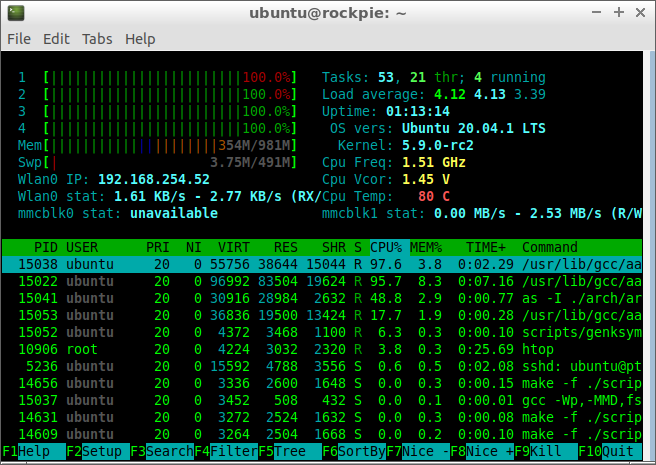 ubuntu@rockpie: ~
File Edit Tabs Help
1 [||||||||||||||||||||||||100.0%] Tasks: 53, 21 thr; 4 running
2 [||||||||||||||||||||||||100.0%] Load average: 4.12 4.13 3.39
3 [||||||||||||||||||||||||100.0%] Uptime: 01:13:14
4 [||||||||||||||||||||||||100.0%] OS vers: Ubuntu 20.04.1 LTS
Mem[|||||||||||||||||||||354M/981M] Kernel: 5.9.0-rc2
Swp[| 3.75M/491M] Cpu Freq: 1.51 GHz
Wlan0 IP: 192.168.254.52 Cpu Vcor: 1.45 V
Wlan0 stat: 1.61 KB/s - 2.77 KB/s (RX/Cpu Temp: 80 C
mmcblk0 stat: unavailable mmcblk1 stat: 0.00 MB/s - 2.53 MB/s (R/W
PID USER PRI NI VIRT RES SHR S CPU% MEM% TIME+ Command
15038 ubuntu 20 0 55756 38644 15044 R 97.6 3.8 0:02.29 /usr/lib/gcc/aa
15022 ubuntu 20 0 96992 83504 19624 R 95.7 8.3 0:07.16 /usr/lib/gcc/aa
15041 ubuntu 20 0 30916 28984 2632 R 48.8 2.9 0:00.77 as -I ./arch/ar
15053 ubuntu 20 0 36836 19500 13424 R 17.7 1.9 0:00.28 /usr/lib/gcc/aa
15052 ubuntu 20 0 4372 3468 1100 R 6.3 0.3 0:00.10 scripts/genksym
10906 root 20 0 4224 3032 2320 R 3.8 0.3 0:25.69 htop
5236 ubuntu 20 0 15592 4788 3556 S 0.6 0.5 0:02.08 sshd: ubuntu@pt
14656 ubuntu 20 0 3336 2600 1648 S 0.0 0.3 0:00.15 make -f ./scrip
15037 ubuntu 20 0 3452 508 432 S 0.0 0.1 0:00.01 gcc -Wp,-MMD,fs
14631 ubuntu 20 0 3272 2524 1632 S 0.0 0.3 0:00.08 make -f ./scrip
14609 ubuntu 20 0 3264 2504 1668 S 0.0 0.2 0:00.10 make -f ./scrip
F1Help F2Setup F3SearchF4FilterF5Tree F6SortByF7Nice -F8Nice +F9Kill F10Quit